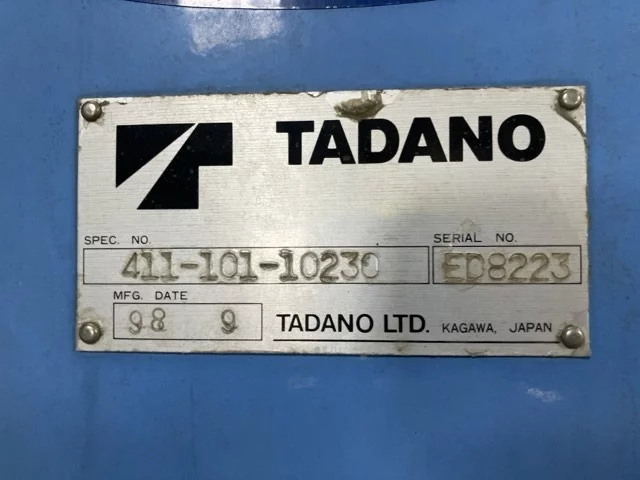 TADANO
SPEC. NO.
SERIAL NO.
411-101-10230
ED8223
MFG. DATE
98 9
TADANO LTD. KAGAWA, JAPAN